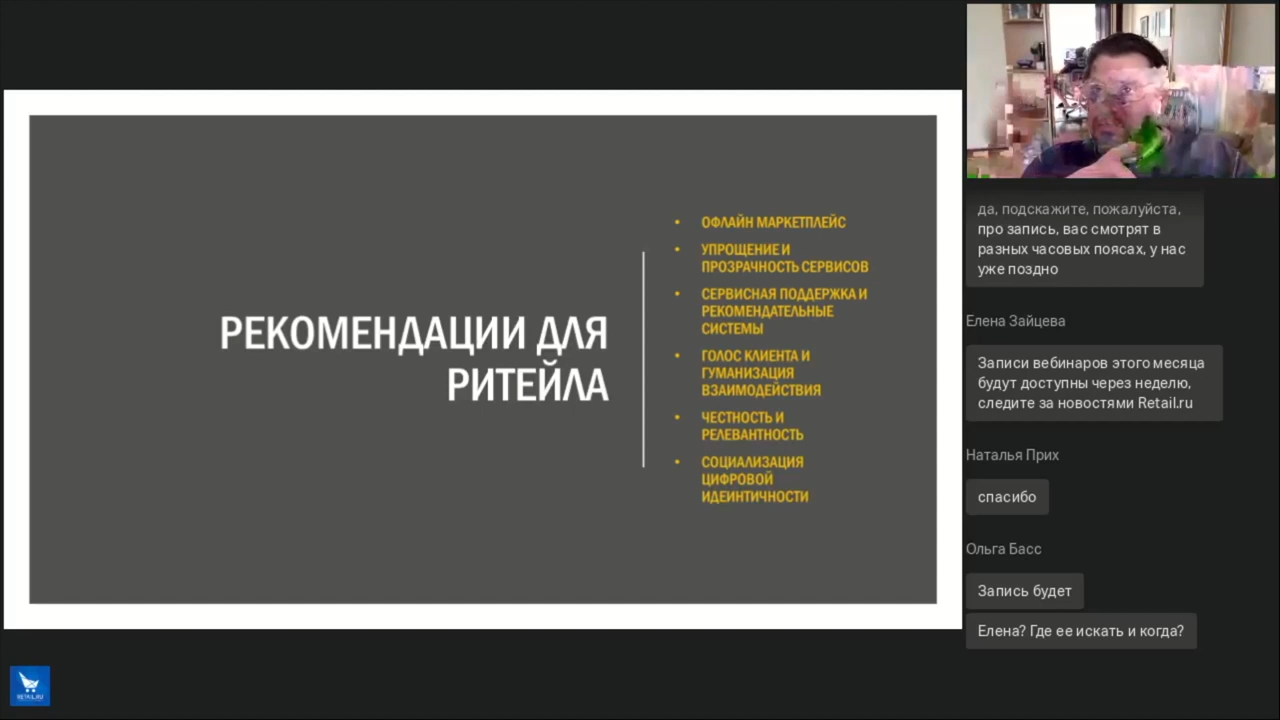 РЕКОМЕНДАЦИИ ДЛЯ
РИТЕЙЛА
• ОФЛАЙН МАРКЕТПЛЕЙС
• УПРОЩЕНИЕ И
ПРОЗРАЧНОСТЬ СЕРВИСОВ
• СЕРВИСНАЯ ПОДДЕРЖКА И
РЕКОМЕНДАТЕЛЬНЫЕ
СИСТЕМЫ
• ГОЛОС КЛИЕНТА И
ГУМАНИЗАЦИЯ
ВЗАИМОДЕЙСТВИЯ
• ЧЕСТНОСТЬ И
РЕЛЕВАНТНОСТЬ
• СОЦИАЛИЗАЦИЯ
ЦИФРОВОЙ
ИДЕИНТИЧНОСТИ
да, подскажите, пожалуйста,
про запись, вас смотрят в
разных часовых поясах, у нас
уже поздно
Елена Зайцева
Записи вебинаров этого месяца
будут доступны через неделю,
следите за новостями Retail.ru
Наталья Прих
спасибо
Ольга Басс
Запись будет
Елена? Где ее искать и когда?
RETAIL.RU